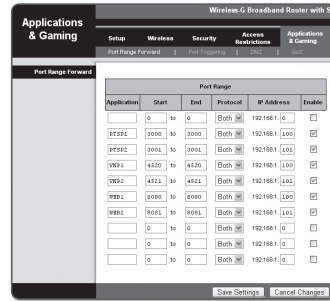 Wireless-G Broadband Router with S
Applications & Gaming
Setup Wireless Security Access Restrictions Applications & Gaming
Port Range Forward | Port Triggering | DMZ | QoS
Port Range Forward
Port Range
Application Start End Protocol IP Address Enable
0 to 0 Both 192.168.1. 0
RTSP1 3000 to 3000 Both 192.168.1. 100
RTSP2 3001 to 3001 Both 192.168.1. 101
VNP1 4520 to 4520 Both 192.168.1. 100
VNP2 4521 to 4521 Both 192.168.1. 101
WEB1 8080 to 8080 Both 192.168.1. 100
WEB2 8081 to 8081 Both 192.168.1. 101
0 to 0 Both 192.168.1. 0
0 to 0 Both 192.168.1. 0
0 to 0 Both 192.168.1. 0
Save Settings Cancel Changes